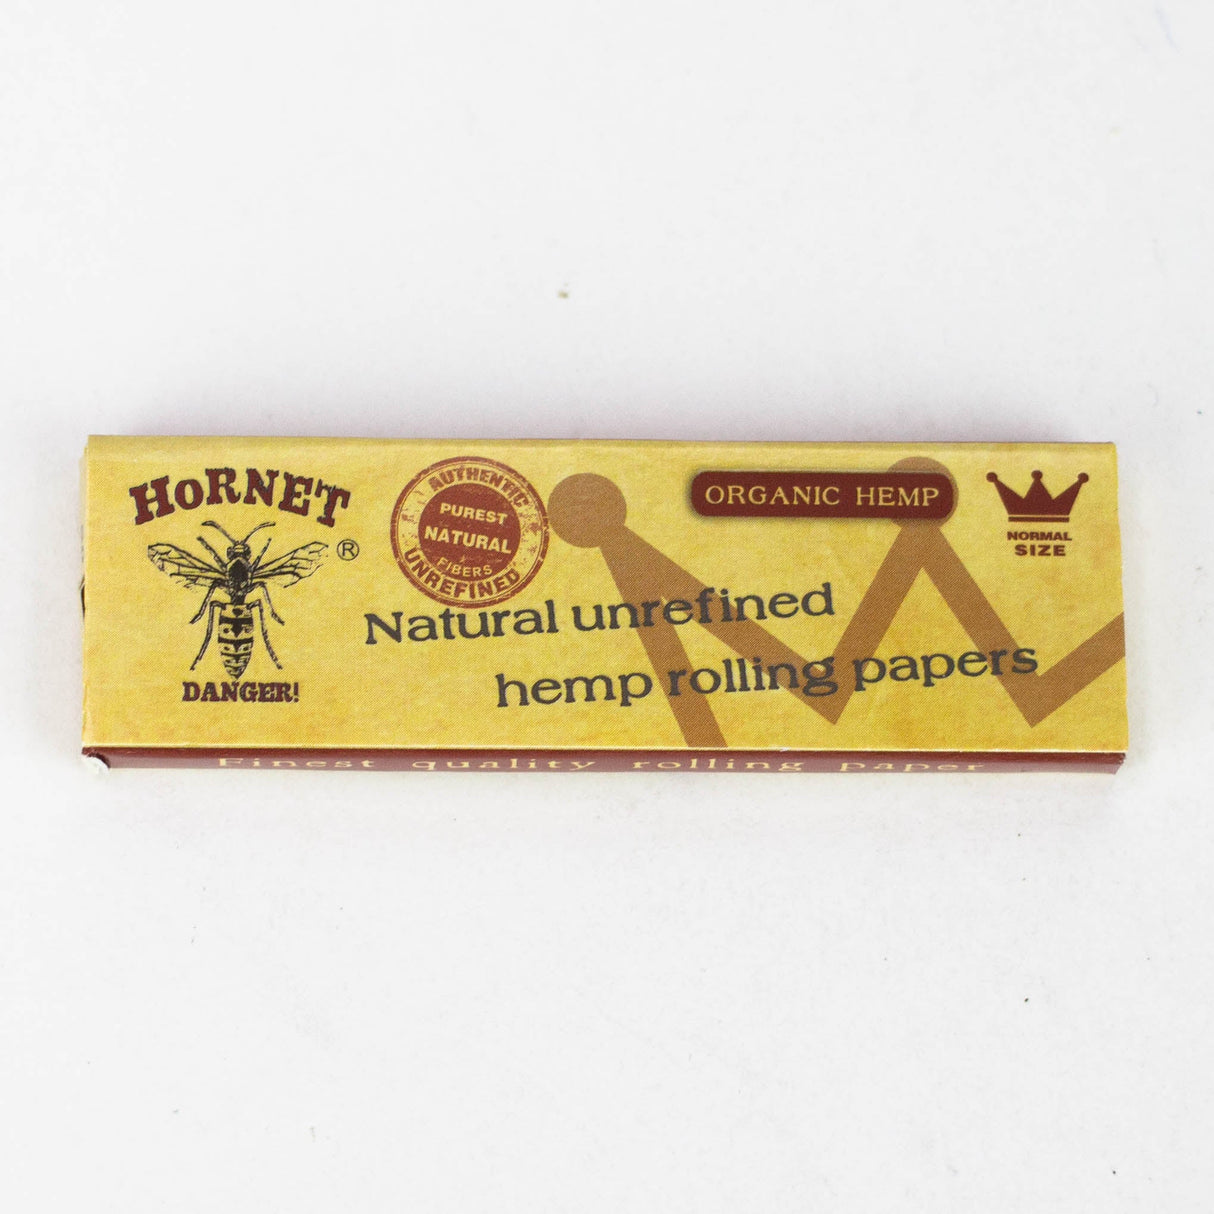 HoRNET
®
DANGER!
AUTHENTIC
PUREST
NATURAL
FIBERS
UNREFINED
Natural unrefined
hemp rolling papers
ORGANIC HEMP
NORMAL
SIZE
Finest quality rolling paper